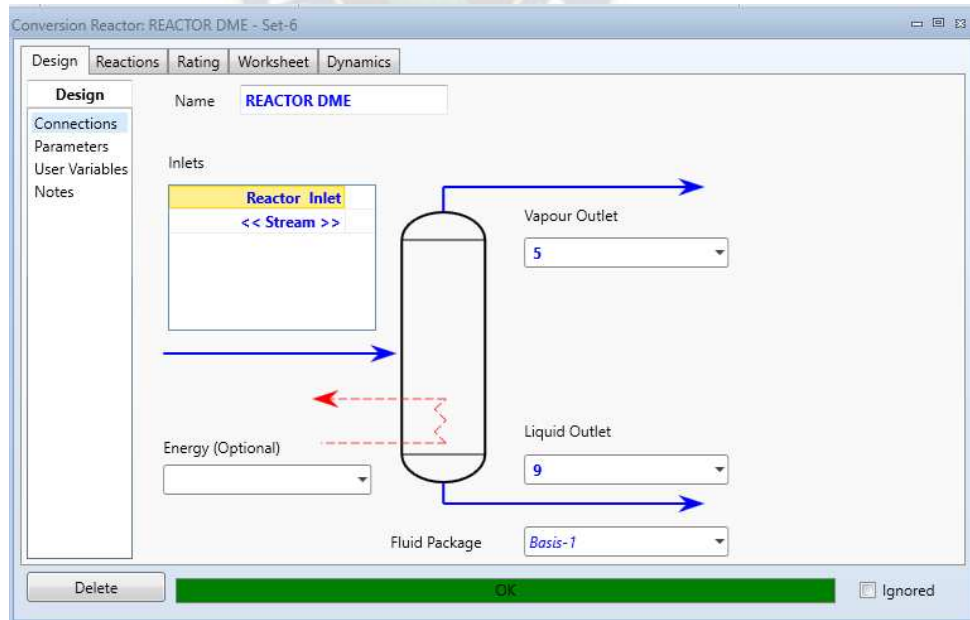 Conversion Reactor: REACTOR DME - Set-6
Design Reactions Rating Worksheet Dynamics
Design
Connections
Parameters
User Variables
Notes
Name REACTOR DME
Inlets
Reactor Inlet
<< Stream >>
Vapour Outlet
5
Energy (Optional)
Liquid Outlet
9
Fluid Package Basis-1
Delete OK Ignored